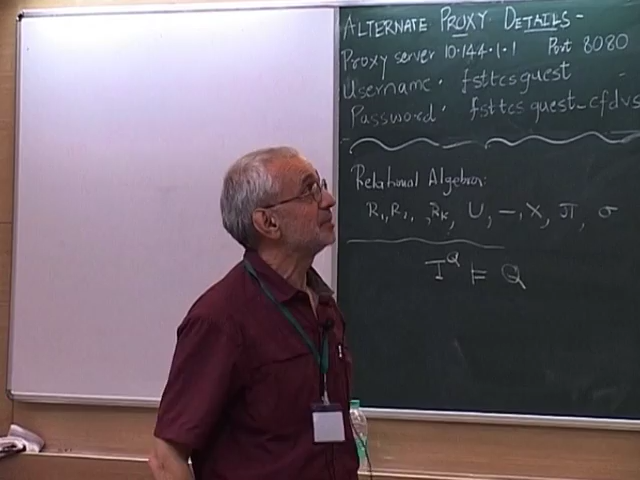 ALTERNATE PROXY DETAILS -
Proxy server 10.144.1.1 Port 8080
Username. fsttcsguest
Password. fsttcsguest_cfdvs
Relational Algebra:
R₁, R₂, , Rₖ, ∪, −, ×, π, σ
I^Q ⊨ Q